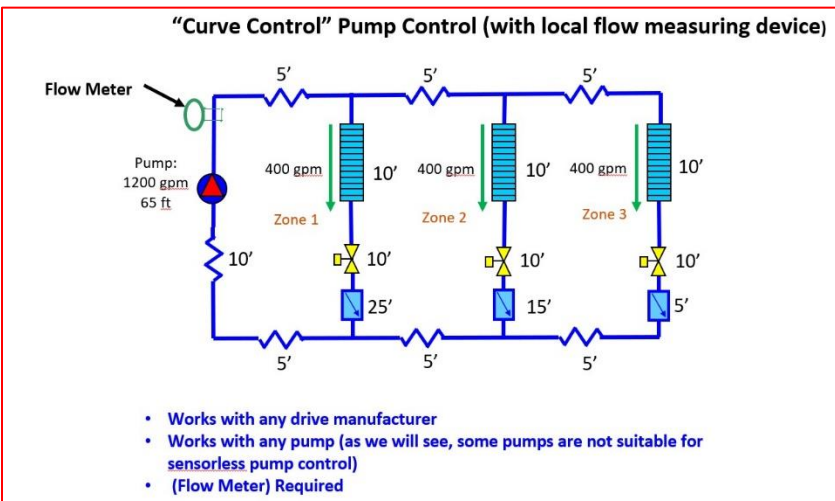 “Curve Control” Pump Control (with local flow measuring device)
Flow Meter
5’ 5’ 5’
Pump:
1200 gpm
65 ft
400 gpm 10’ 400 gpm 10’ 400 gpm 10’
Zone 1 Zone 2 Zone 3
10’ 10’ 10’ 10’
25’ 15’ 5’
5’ 5’ 5’
• Works with any drive manufacturer
• Works with any pump (as we will see, some pumps are not suitable for
sensorless pump control)
• (Flow Meter) Required